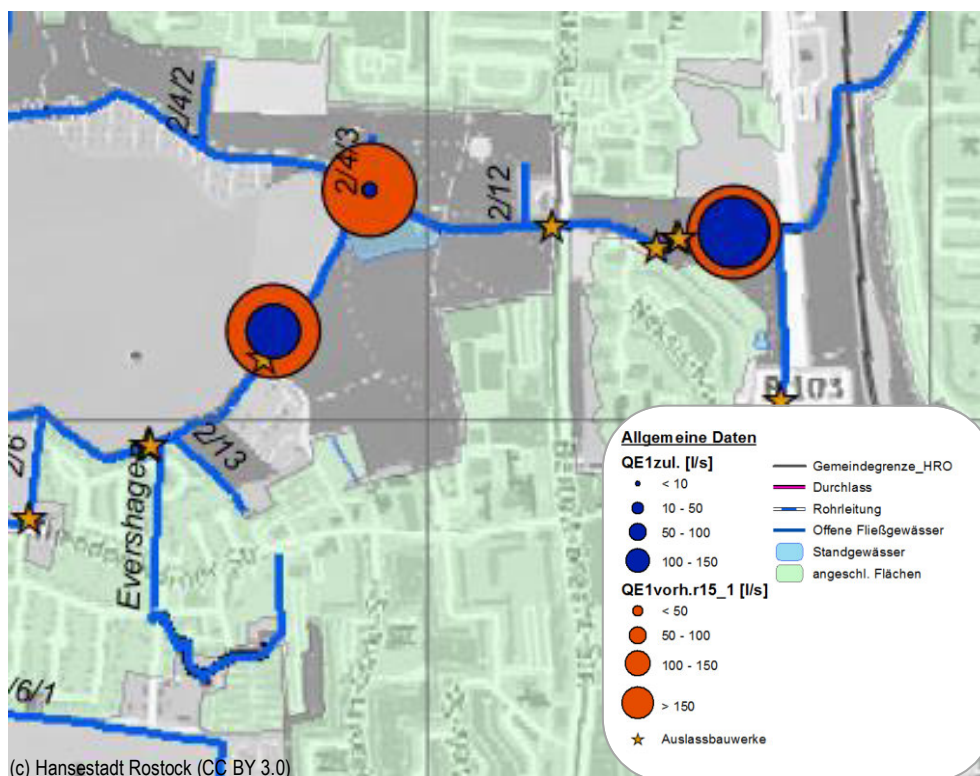 2/4/2
2/4/3
2/12
B 103
2/13
2/6
Evershagen
/6/1
Allgemeine Daten
QE1zul. [l/s]
< 10
10 - 50
50 - 100
100 - 150
QE1vorh.r15_1 [l/s]
< 50
50 - 100
100 - 150
> 150
Auslassbauwerke
Gemeindegrenze_HRO
Durchlass
Rohrleitung
Offene Fließgewässer
Standgewässer
angeschl. Flächen
(c) Hansestadt Rostock (CC BY 3.0)